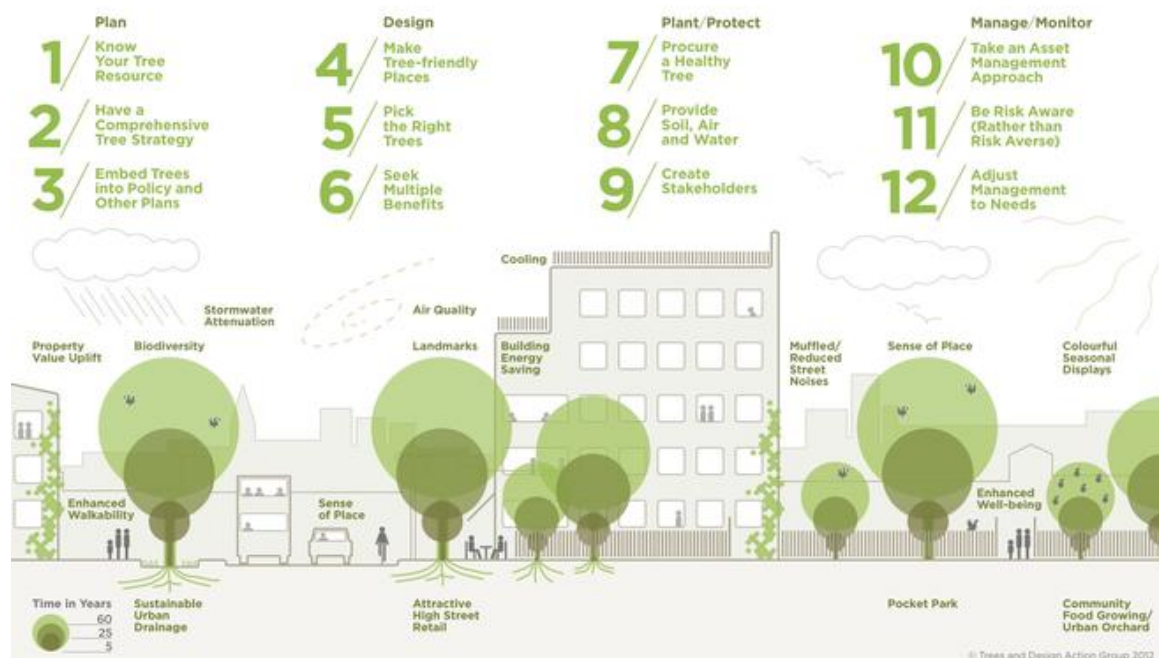 Plan
1
Know
Your Tree
Resource
2
Have a
Comprehensive
Tree Strategy
3
Embed Trees
into Policy and
Other Plans
Design
4
Make
Tree-friendly
Places
5
Pick
the Right
Trees
6
Seek
Multiple
Benefits
Plant/Protect
7
Procure
a Healthy
Tree
8
Provide
Soil, Air
and Water
9
Create
Stakeholders
Manage/Monitor
10
Take an Asset
Management
Approach
11
Be Risk Aware
(Rather than
Risk Averse)
12
Adjust
Management
to Needs
Cooling
Stormwater
Attenuation
Air Quality
Property
Value Uplift
Biodiversity
Landmarks
Building
Energy
Saving
Muffled/
Reduced
Street
Noises
Sense of Place
Colourful
Seasonal
Displays
Enhanced
Walkability
Sense
of Place
Enhanced
Well-being
Time in Years
60
25
5
Sustainable
Urban
Drainage
Attractive
High Street
Retail
Pocket Park
Community
Food Growing/
Urban Orchard
© Trees and Design Action Group 2012